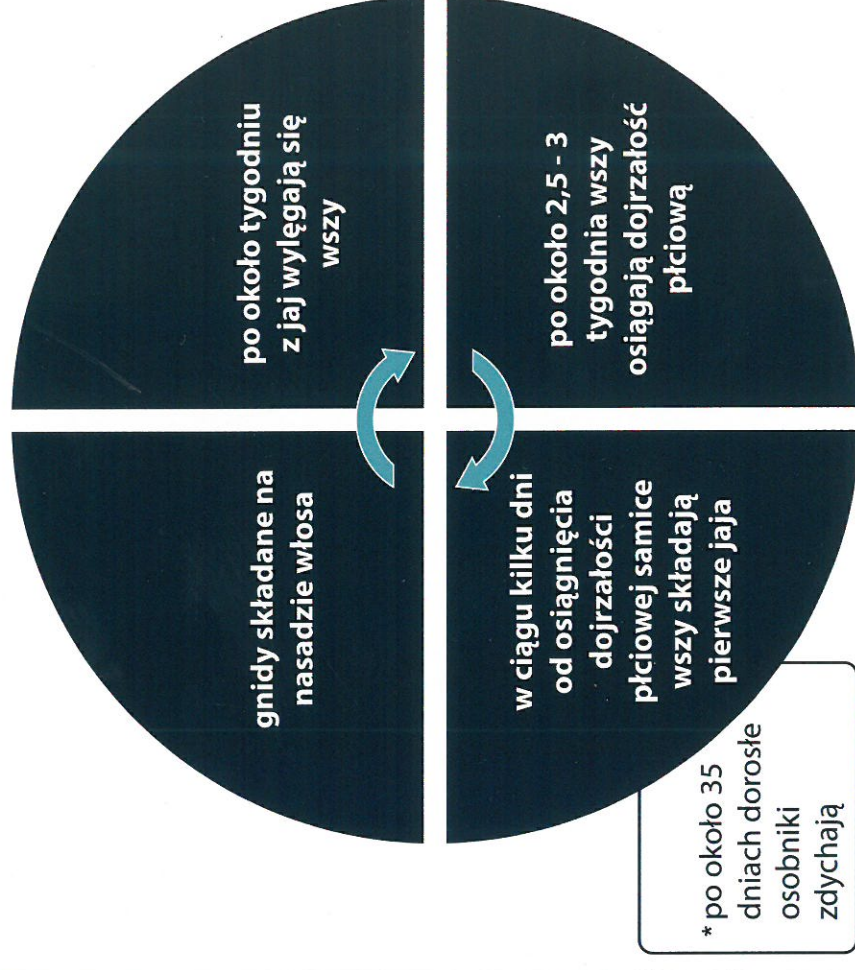 gnidy składane na
nasadzie włosa
po około tygodniu
z jaj wylęgają się
wszy
po około 2,5 - 3
tygodnia wszy
osiągają dojrzałość
płciową
w ciągu kilku dni
od osiągnięcia
dojrzałości
płciowej samice
wszy składają
pierwsze jaja
* po około 35
dniach dorosłe
osobniki
zdychają